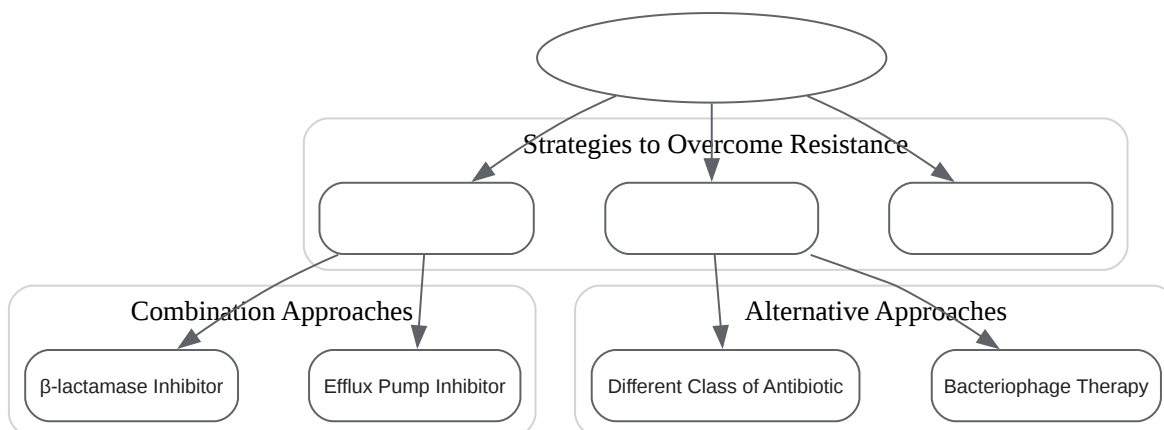 Strategies to Overcome Resistance
Combination Approaches
Alternative Approaches
β-lactamase Inhibitor
Efflux Pump Inhibitor
Different Class of Antibiotic
Bacteriophage Therapy